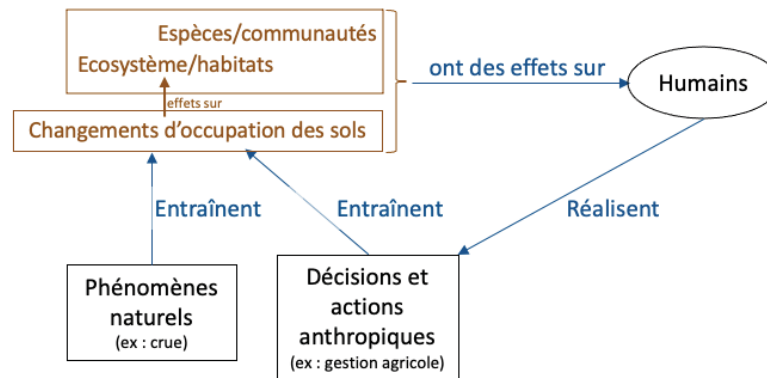 Espèces/communautés
Ecosystème/habitats
effets sur
Changements d'occupation des sols
ont des effets sur
Humains
Entraînent
Entraînent
Réalisent
Phénomènes
naturels
(ex : crue)
Décisions et
actions
anthropiques
(ex : gestion agricole)